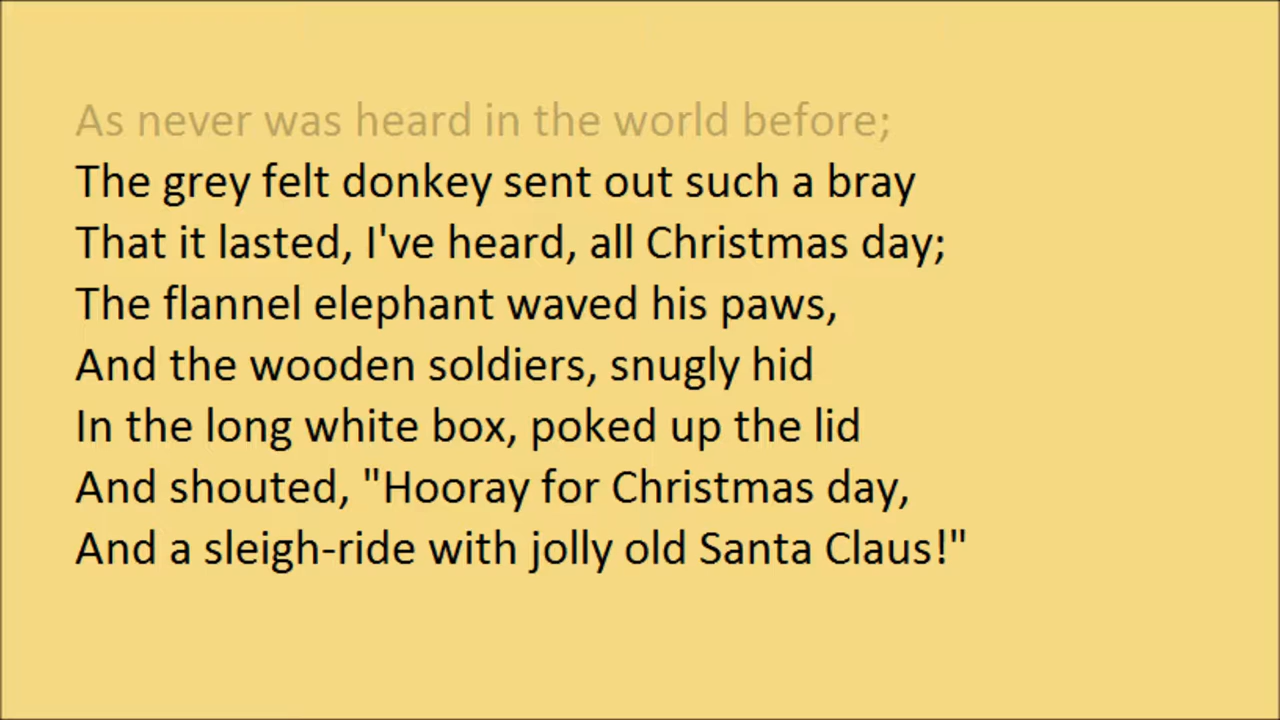 As never was heard in the world before;
The grey felt donkey sent out such a bray
That it lasted, I've heard, all Christmas day;
The flannel elephant waved his paws,
And the wooden soldiers, snugly hid
In the long white box, poked up the lid
And shouted, "Hooray for Christmas day,
And a sleigh-ride with jolly old Santa Claus!"